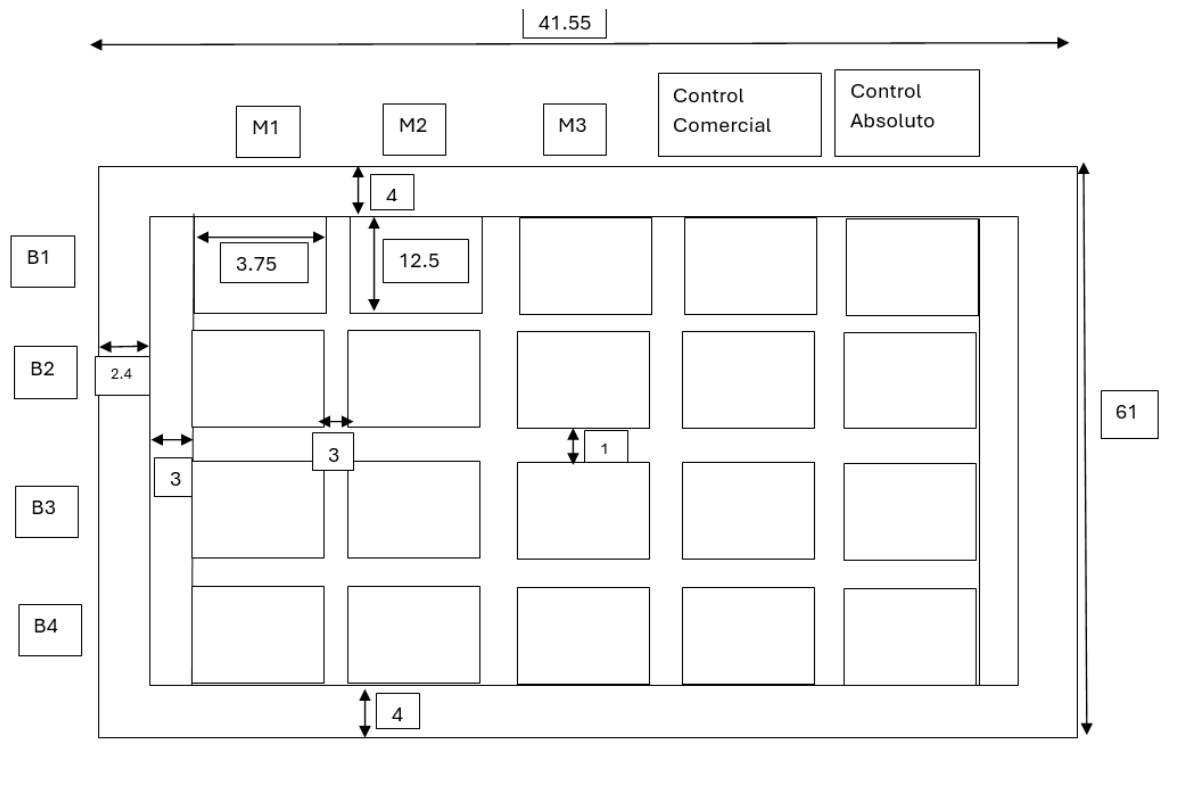 41.55
M1
M2
M3
Control
Comercial
Control
Absoluto
4
B1
3.75
12.5
B2
2.4
61
3
1
3
B3
B4
4